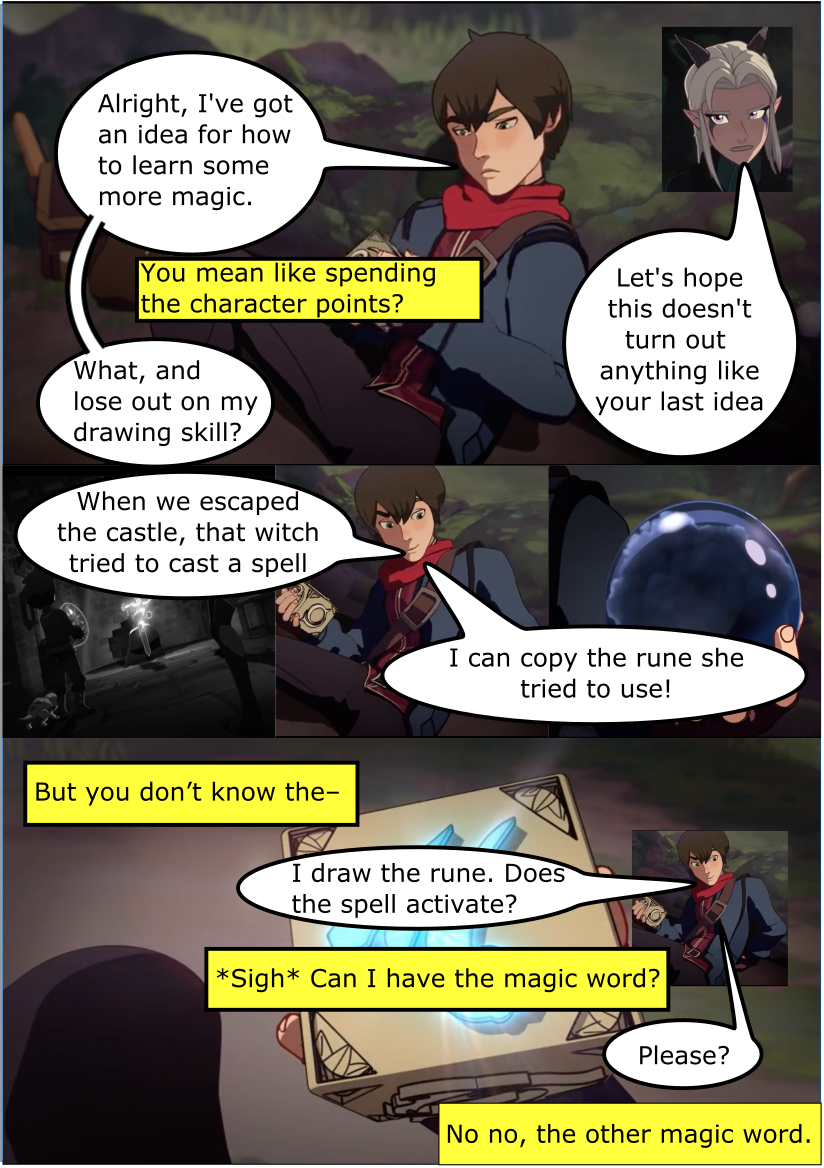 Alright, I've got
an idea for how
to learn some
more magic.
You mean like spending
the character points?
What, and
lose out on my
drawing skill?
Let's hope
this doesn't
turn out
anything like
your last idea
When we escaped
the castle, that witch
tried to cast a spell
I can copy the rune she
tried to use!
But you don’t know the–
I draw the rune. Does
the spell activate?
*Sigh* Can I have the magic word?
Please?
No no, the other magic word.